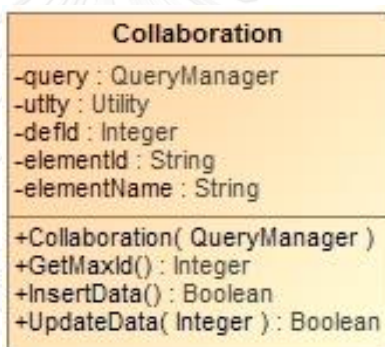 Collaboration
-query : QueryManager
-utlty : Utility
-defId : Integer
-elementId : String
-elementName : String
+Collaboration( QueryManager )
+GetMaxId() : Integer
+InsertData() : Boolean
+UpdateData( Integer ) : Boolean